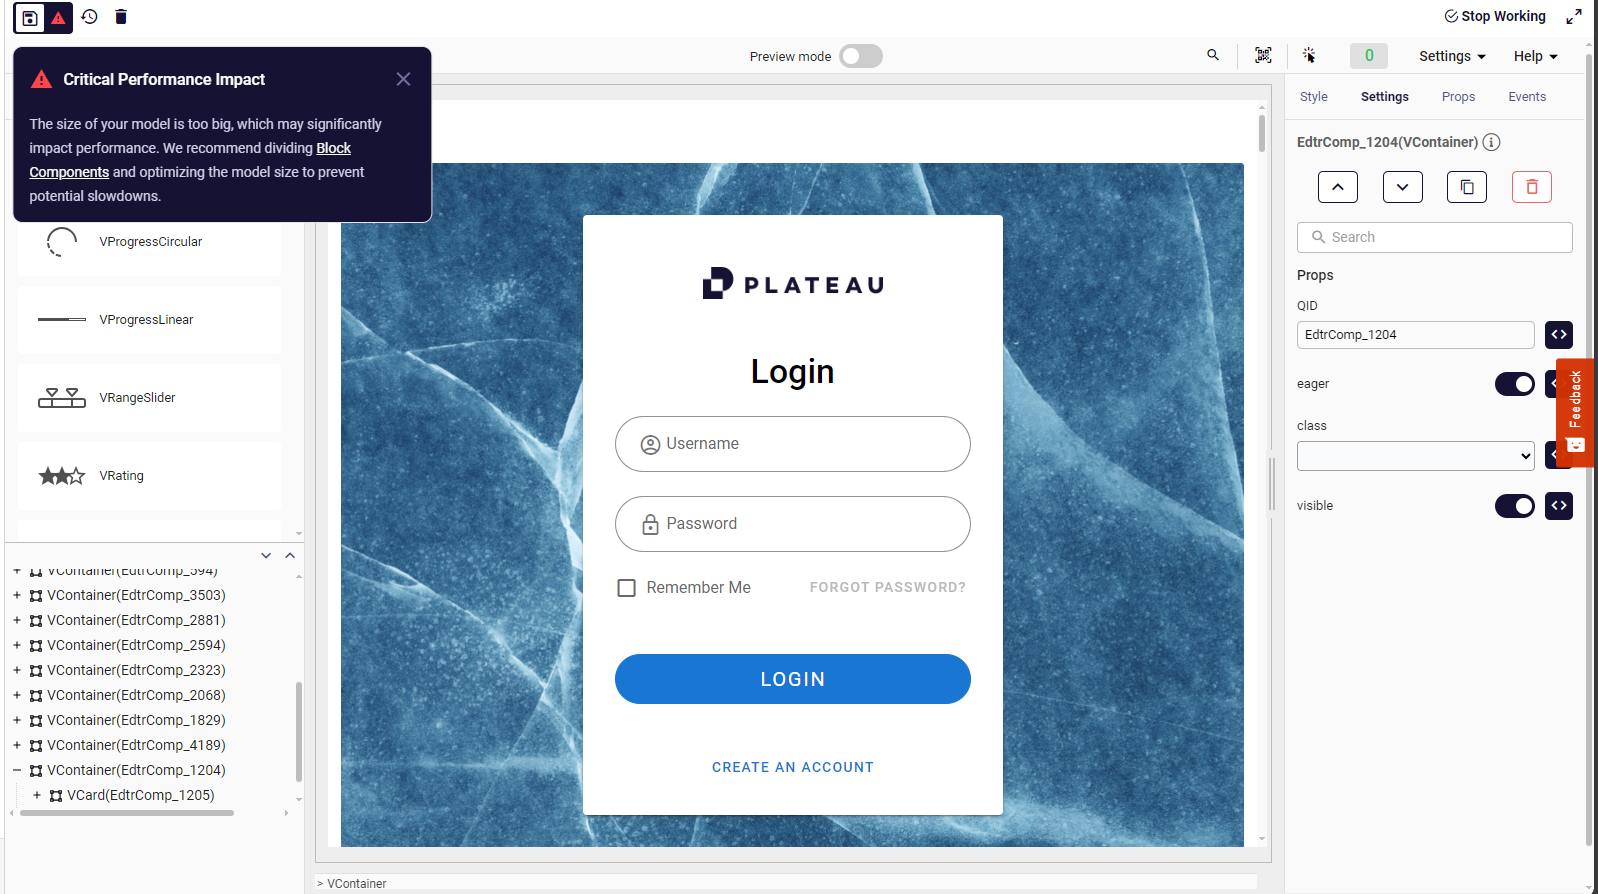 Stop Working
Critical Performance Impact
The size of your model is too big, which may significantly
impact performance. We recommend dividing Block
Components and optimizing the model size to prevent
potential slowdowns.
Preview mode
0
Settings
Help
VProgressCircular
VProgressLinear
VRangeSlider
VRating
VContainer(EdtrComp_594)
VContainer(EdtrComp_3503)
VContainer(EdtrComp_2881)
VContainer(EdtrComp_2594)
VContainer(EdtrComp_2323)
VContainer(EdtrComp_2068)
VContainer(EdtrComp_1829)
VContainer(EdtrComp_4189)
VContainer(EdtrComp_1204)
VCard(EdtrComp_1205)
PLATEAU
Login
Username
Password
Remember Me
FORGOT PASSWORD?
LOGIN
CREATE AN ACCOUNT
> VContainer
Style
Settings
Props
Events
EdtrComp_1204(VContainer)
Search
Props
QID
EdtrComp_1204
eager
class
visible
Feedback